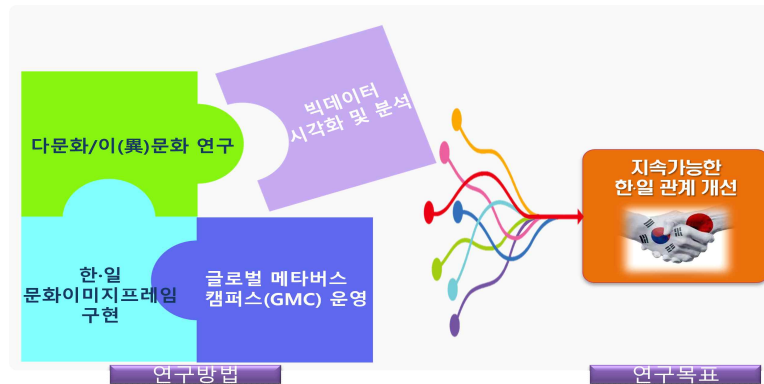 다문화/이(異)문화 연구
빅데이터
시각화 및 분석
한·일
문화이미지프레임
구현
글로벌 메타버스
캠퍼스(GMC) 운영
지속가능한
한·일 관계 개선
연구방법
연구목표